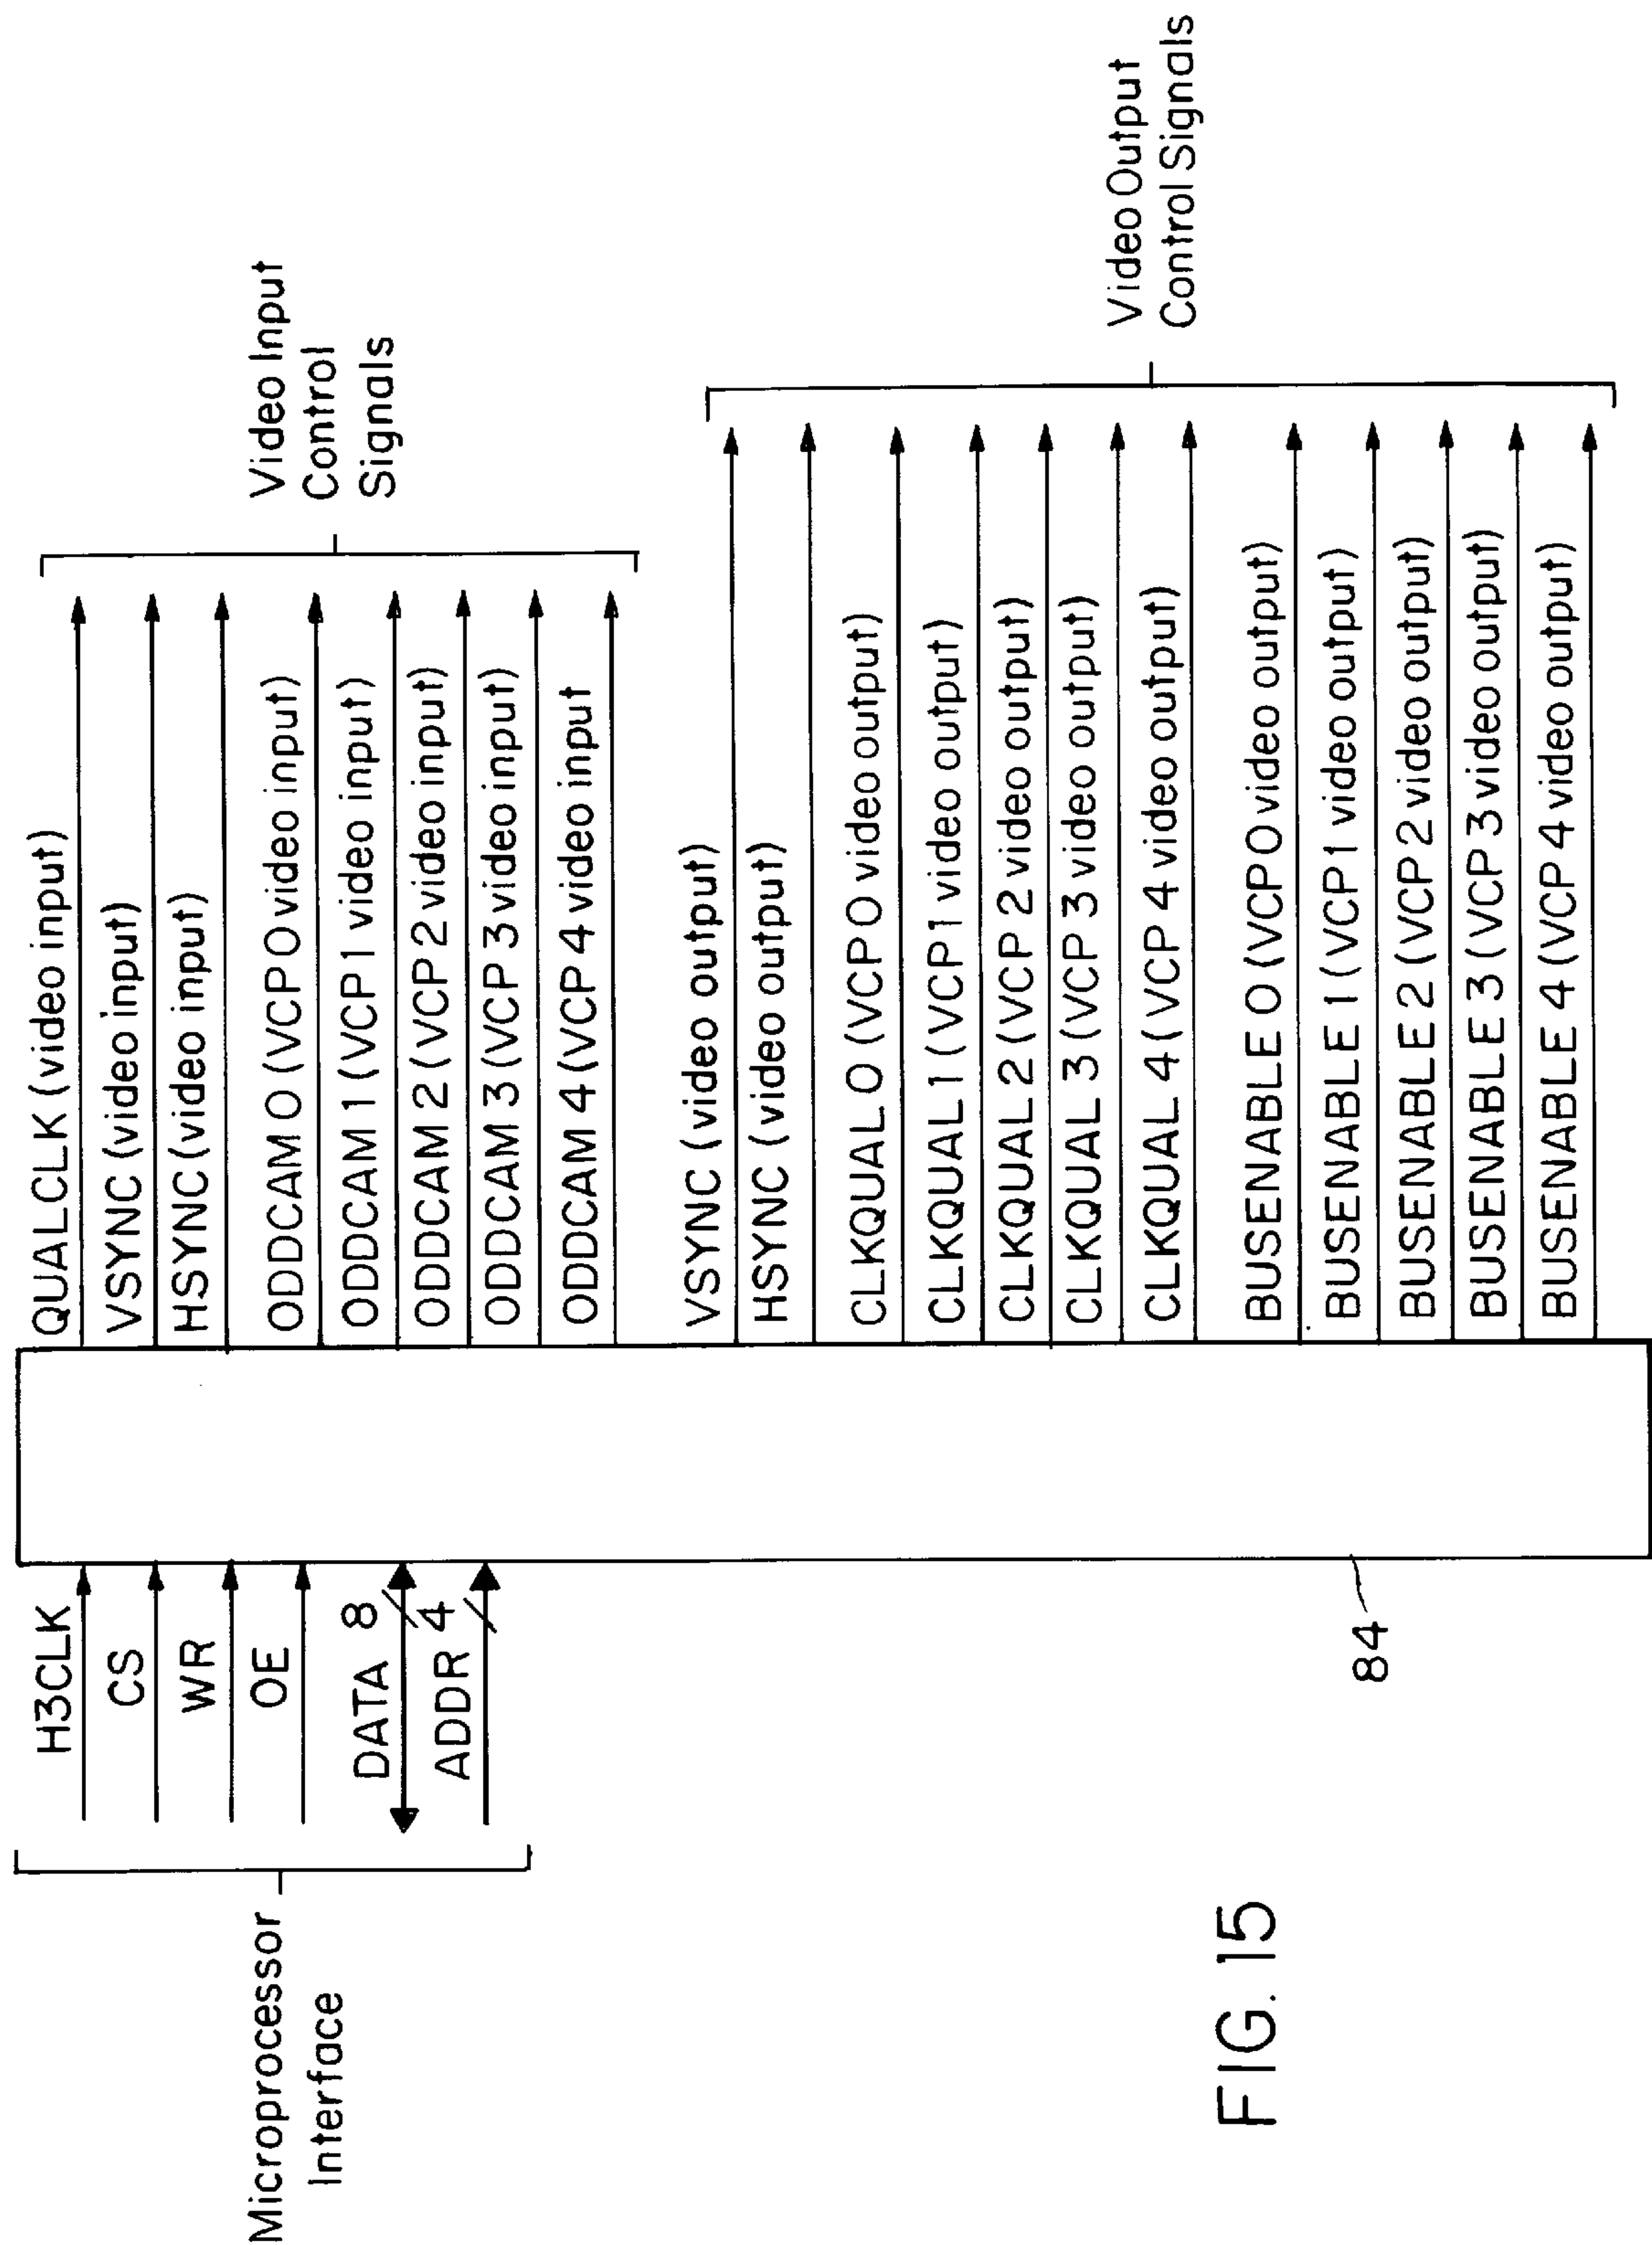 Microprocessor
Interface
H3CLK
CS
WR
OE
DATA 8
ADDR 4
QUALCLK (video input)
VSYNC (video input)
HSYNC (video input)
ODDCAM 0 (VCP 0 video input)
ODDCAM 1 (VCP 1 video input)
ODDCAM 2 (VCP 2 video input)
ODDCAM 3 (VCP 3 video input)
ODDCAM 4 (VCP 4 video input
Video Input
Control
Signals
VSYNC (video output)
HSYNC (video output)
CLKQUAL 0 (VCP 0 video output)
CLKQUAL 1 (VCP 1 video output)
CLKQUAL 2 (VCP 2 video output)
CLKQUAL 3 (VCP 3 video output)
CLKQUAL 4 (VCP 4 video output)
BUSENABLE 0 (VCP 0 video output)
BUSENABLE 1 (VCP 1 video output)
BUSENABLE 2 (VCP 2 video output)
BUSENABLE 3 (VCP 3 video output)
BUSENABLE 4 (VCP 4 video output)
Video Output
Control Signals
84
FIG. 15